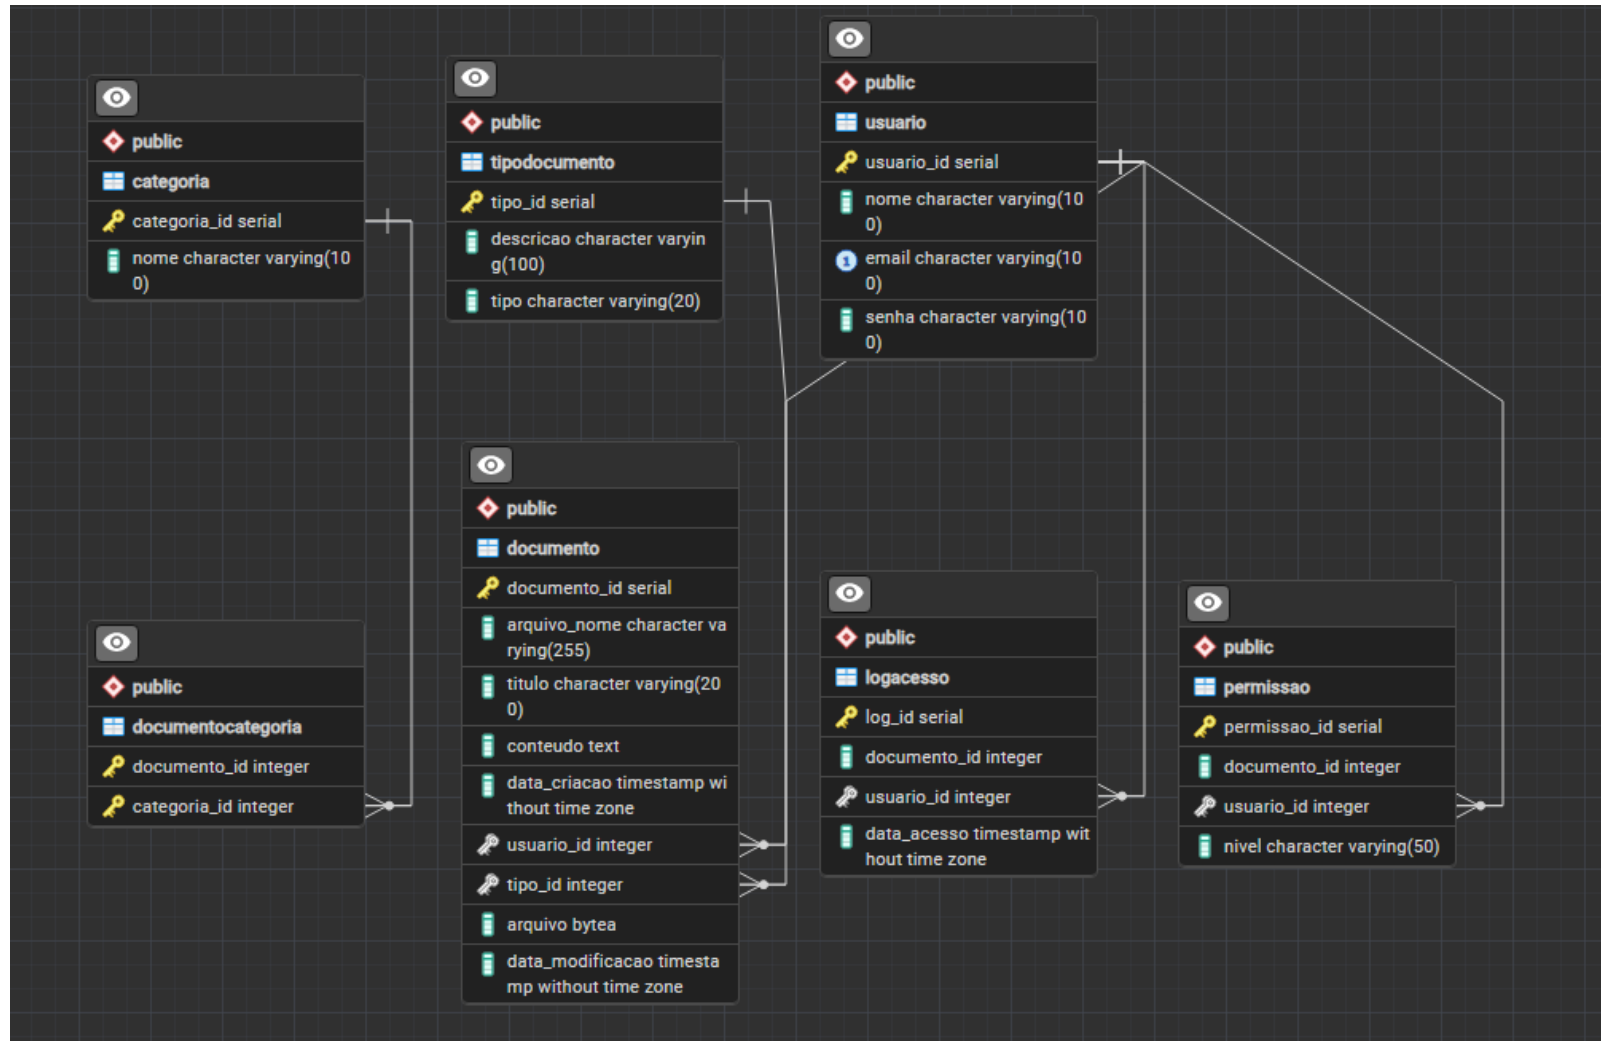 public
categoria
categoria_id serial
nome character varying(10
0)
public
tipodocumento
tipo_id serial
descricao character varyin
g(100)
tipo character varying(20)
public
usuario
usuario_id serial
nome character varying(10
0)
1
email character varying(10
0)
senha character varying(10
0)
public
documentocategoria
documento_id integer
categoria_id integer
public
documento
documento_id serial
arquivo_nome character va
rying(255)
titulo character varying(20
0)
conteudo text
data_criacao timestamp wi
thout time zone
usuario_id integer
tipo_id integer
arquivo bytea
data_modificacao timesta
mp without time zone
public
logacesso
log_id serial
documento_id integer
usuario_id integer
data_acesso timestamp wit
hout time zone
public
permissao
permissao_id serial
documento_id integer
usuario_id integer
nivel character varying(50)